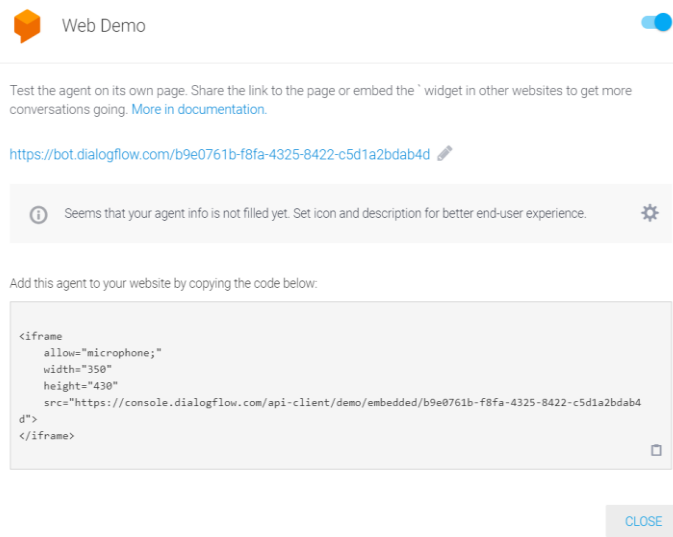 Web Demo
Test the agent on its own page. Share the link to the page or embed the ` widget in other websites to get more
conversations going. More in documentation.
https://bot.dialogflow.com/b9e0761b-f8fa-4325-8422-c5d1a2bdab4d
Seems that your agent info is not filled yet. Set icon and description for better end-user experience.
Add this agent to your website by copying the code below:
<iframe
    allow="microphone;"
    width="350"
    height="430"
    src="https://console.dialogflow.com/api-client/demo/embedded/b9e0761b-f8fa-4325-8422-c5d1a2bdab4
d">
</iframe>
CLOSE